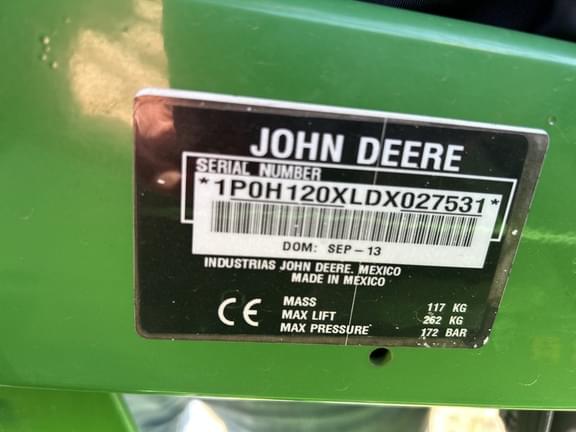 JOHN DEERE
SERIAL NUMBER
*1P0H120XLDX027531*
DOM: SEP-13
INDUSTRIAS JOHN DEERE, MEXICO
MADE IN MEXICO
CE
MASS 117 KG
MAX LIFT 262 KG
MAX PRESSURE 172 BAR